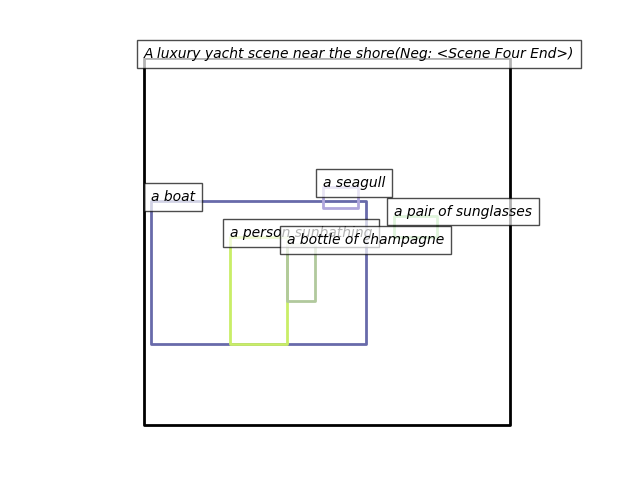 A luxury yacht scene near the shore(Neg: <Scene Four End>)
a seagull
a boat
a pair of sunglasses
a person sunbathing
a bottle of champagne